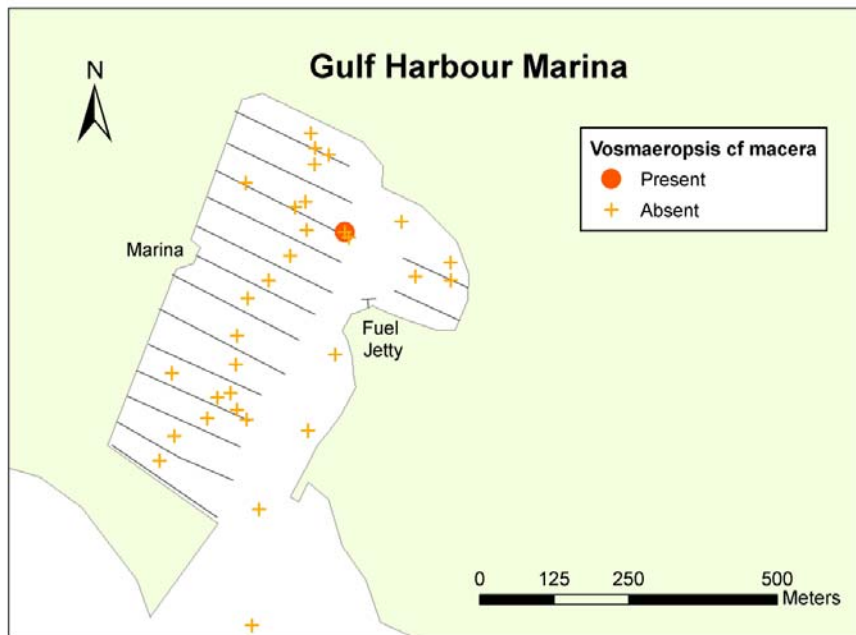 Gulf Harbour Marina
N
Vosmaeropsis cf macera
Present
Absent
Marina
Fuel
Jetty
0 125 250 500
Meters